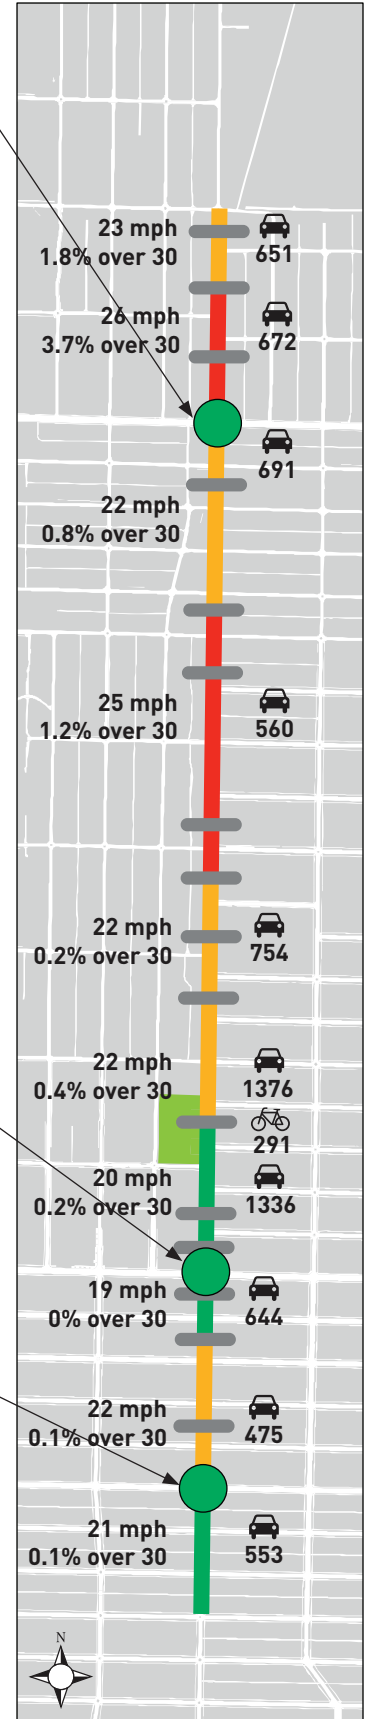 23 mph
1.8% over 30
651
26 mph
3.7% over 30
672
691
22 mph
0.8% over 30
25 mph
1.2% over 30
560
22 mph
0.2% over 30
754
22 mph
0.4% over 30
1376
291
20 mph
0.2% over 30
1336
19 mph
0% over 30
644
22 mph
0.1% over 30
475
21 mph
0.1% over 30
553
N